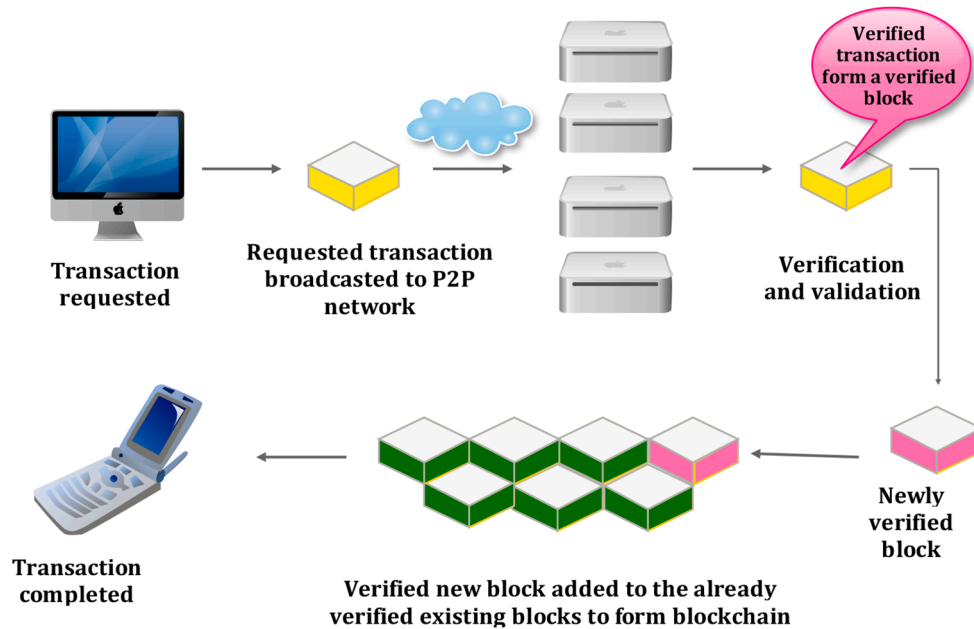 Verified
transaction
form a verified
block
Transaction
requested
Requested transaction
broadcasted to P2P
network
Verification
and validation
Newly
verified
block
Verified new block added to the already
verified existing blocks to form blockchain
Transaction
completed